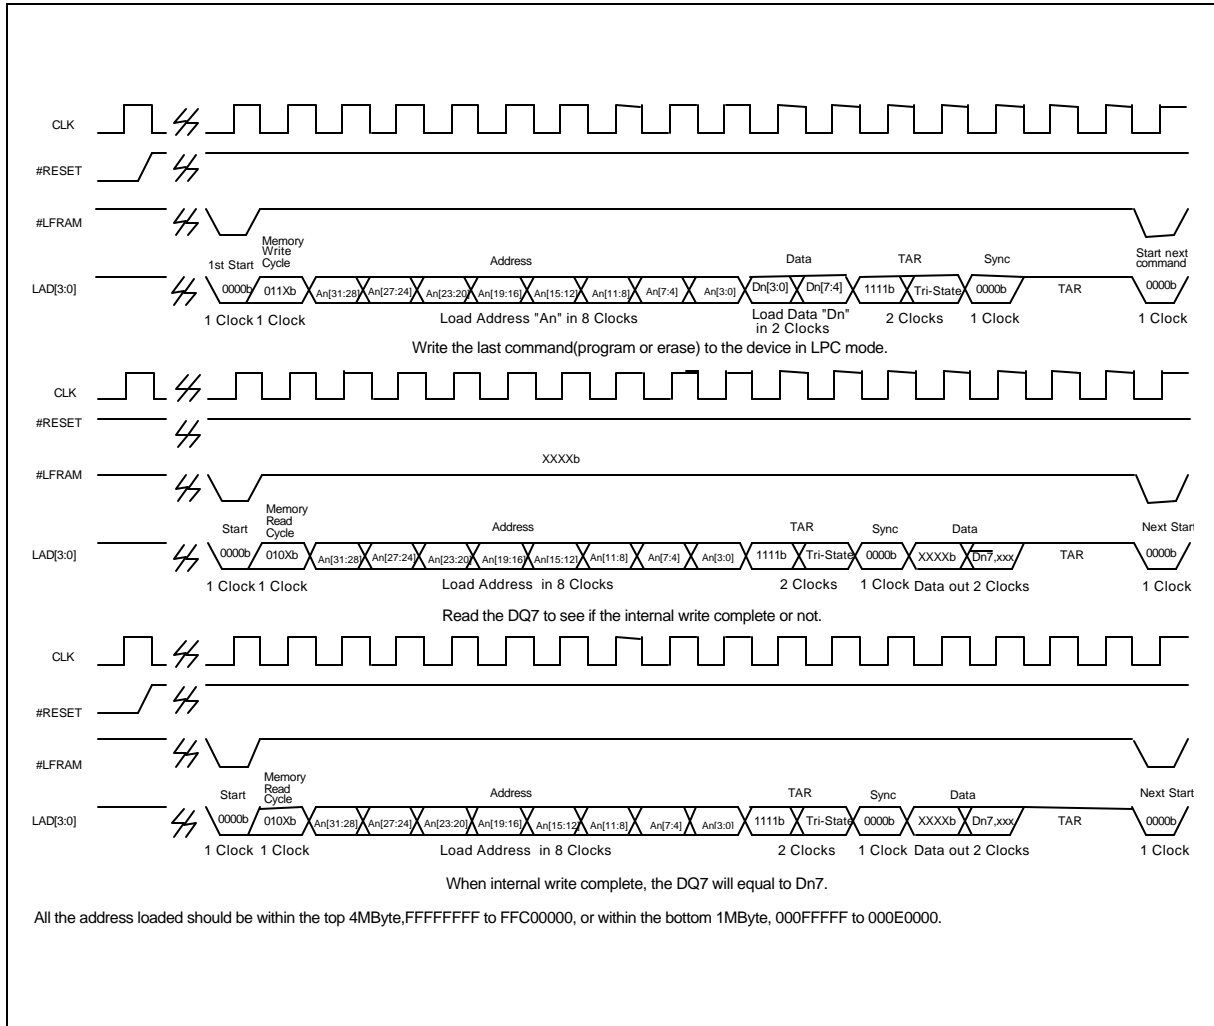 CLK
#RESET
#LFRAM
1st Start Memory Write Cycle Address Data TAR Sync Start next command
LAD[3:0] 0000b 011Xb An[31:28] An[27:24] An[23:20] An[19:16] An[15:12] An[11:8] An[7:4] An[3:0] Dn[3:0] Dn[7:4] 1111b Tri-State 0000b TAR 0000b
1 Clock 1 Clock Load Address "An" in 8 Clocks Load Data "Dn" in 2 Clocks 2 Clocks 1 Clock 1 Clock
Write the last command(program or erase) to the device in LPC mode.
CLK
#RESET
XXXXb
#LFRAM
Start Memory Read Cycle Address TAR Sync Data Next Start
LAD[3:0] 0000b 010Xb An[31:28] An[27:24] An[23:20] An[19:16] An[15:12] An[11:8] An[7:4] An[3:0] 1111b Tri-State 0000b XXXXb Dn7,xxx TAR 0000b
1 Clock 1 Clock Load Address in 8 Clocks 2 Clocks 1 Clock Data out 2 Clocks 1 Clock
Read the DQ7 to see if the internal write complete or not.
CLK
#RESET
#LFRAM
Start Memory Read Cycle Address TAR Sync Data Next Start
LAD[3:0] 0000b 010Xb An[31:28] An[27:24] An[23:20] An[19:16] An[15:12] An[11:8] An[7:4] An[3:0] 1111b Tri-State 0000b XXXXb Dn7,xxx TAR 0000b
1 Clock 1 Clock Load Address in 8 Clocks 2 Clocks 1 Clock Data out 2 Clocks 1 Clock
When internal write complete, the DQ7 will equal to Dn7.
All the address loaded should be within the top 4MByte,FFFFFFFF to FFC00000, or within the bottom 1MByte, 000FFFFF to 000E0000.